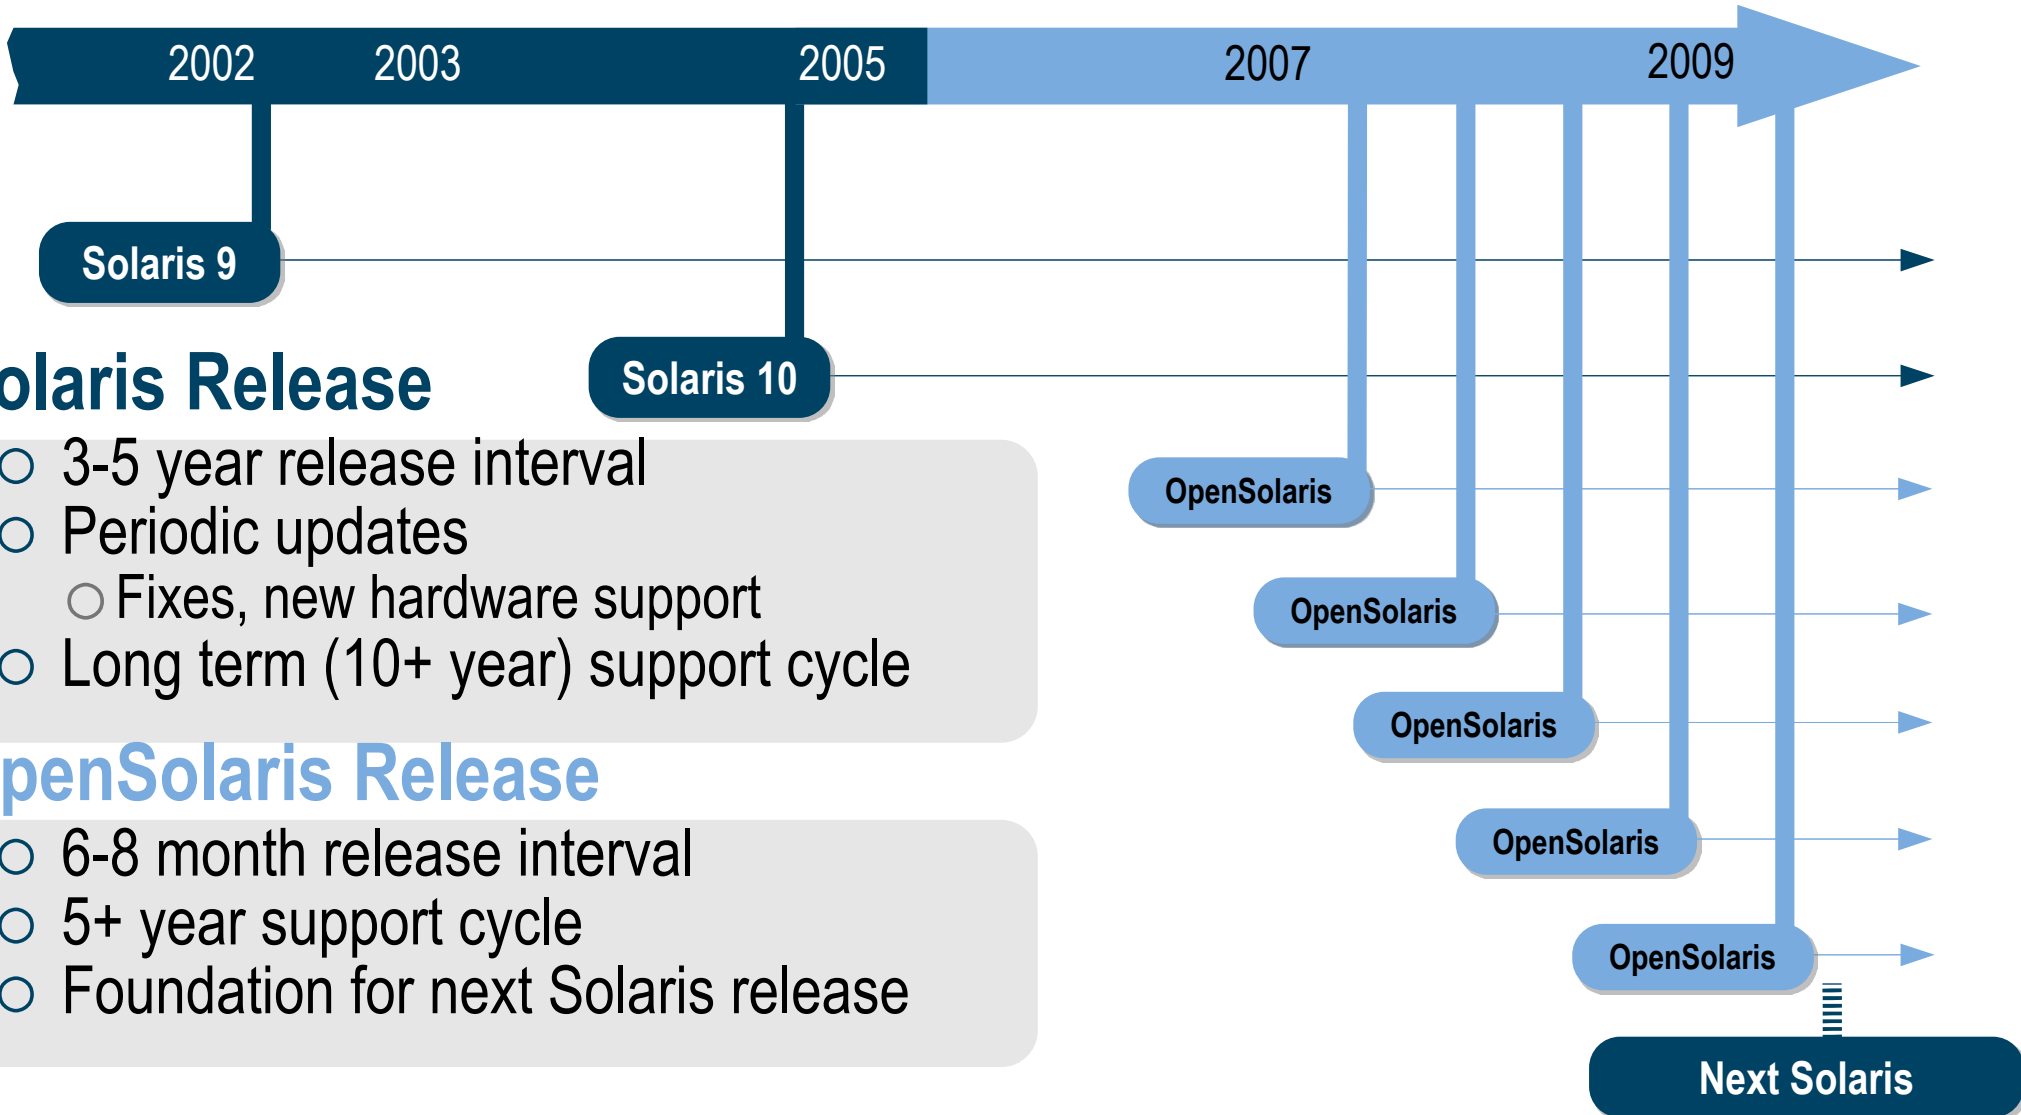 2002 2003 2005 2007 2009
Solaris 9
Solaris 10
olaris Release
3-5 year release interval
Periodic updates
Fixes, new hardware support
Long term (10+ year) support cycle
penSolaris Release
6-8 month release interval
5+ year support cycle
Foundation for next Solaris release
OpenSolaris
OpenSolaris
OpenSolaris
OpenSolaris
OpenSolaris
Next Solaris